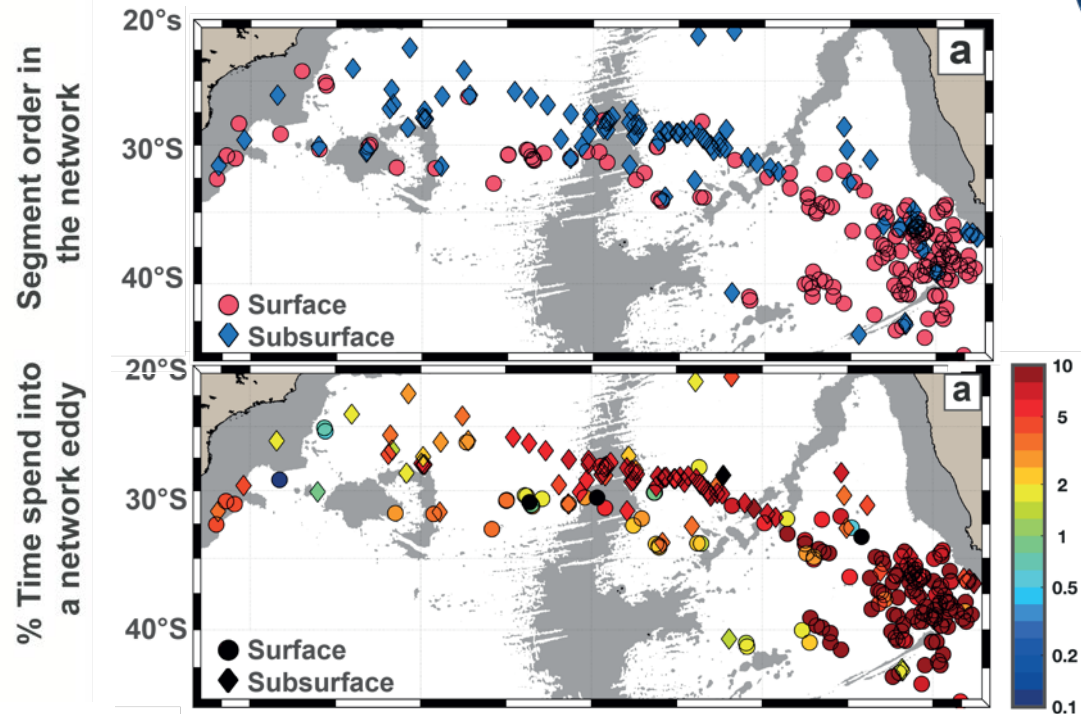 Segment order in
the network
20°s
30°S
40°S
a
Surface
Subsurface
% Time spend into
a network eddy
20°S
30°S
40°S
a
Surface
Subsurface
10
5
2
1
0.5
0.2
0.1